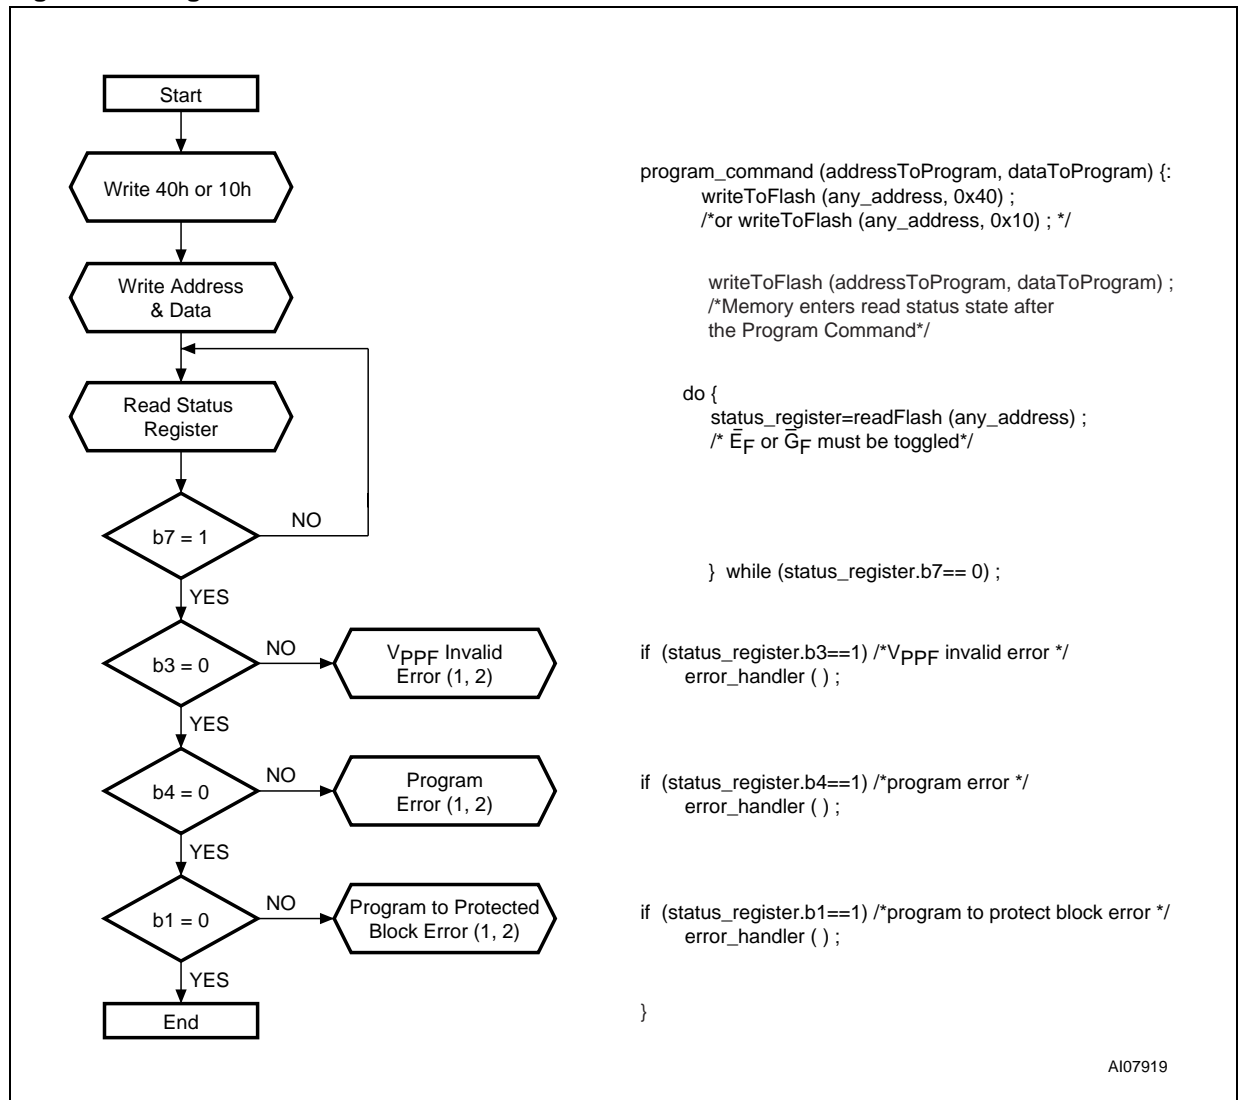 Start
Write 40h or 10h
Write Address
& Data
Read Status
Register
b7 = 1
NO
YES
b3 = 0
NO
VPPF Invalid
Error (1, 2)
YES
b4 = 0
NO
Program
Error (1, 2)
YES
b1 = 0
NO
Program to Protected
Block Error (1, 2)
YES
End
program_command (addressToProgram, dataToProgram) {:
writeToFlash (any_address, 0x40) ;
/*or writeToFlash (any_address, 0x10) ; */
writeToFlash (addressToProgram, dataToProgram) ;
/*Memory enters read status state after
the Program Command*/
do {
status_register=readFlash (any_address) ;
/* E̅F or G̅F must be toggled*/
} while (status_register.b7== 0) ;
if (status_register.b3==1) /*VPPF invalid error */
error_handler ( ) ;
if (status_register.b4==1) /*program error */
error_handler ( ) ;
if (status_register.b1==1) /*program to protect block error */
error_handler ( ) ;
}
AI07919